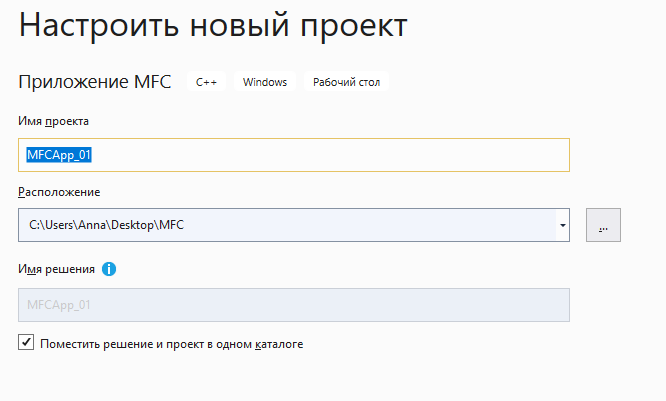 Настроить новый проект
Приложение MFC C++ Windows Рабочий стол
Имя проекта
MFCApp_01
Расположение
C:\Users\Anna\Desktop\MFC ...
Имя решения i
MFCApp_01
Поместить решение и проект в одном каталоге